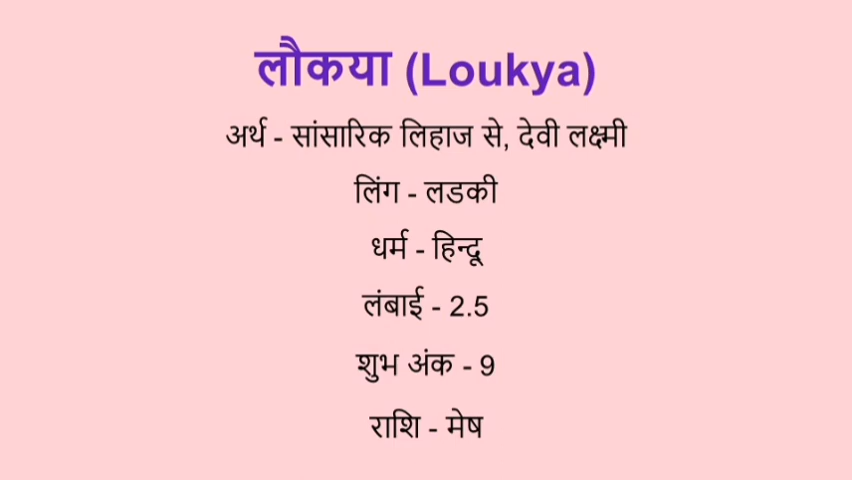 लौकया (Loukya)
अर्थ - सांसारिक लिहाज से, देवी लक्ष्मी
लिंग - लडकी
धर्म - हिन्दू
लंबाई - 2.5
शुभ अंक - 9
राशि - मेष